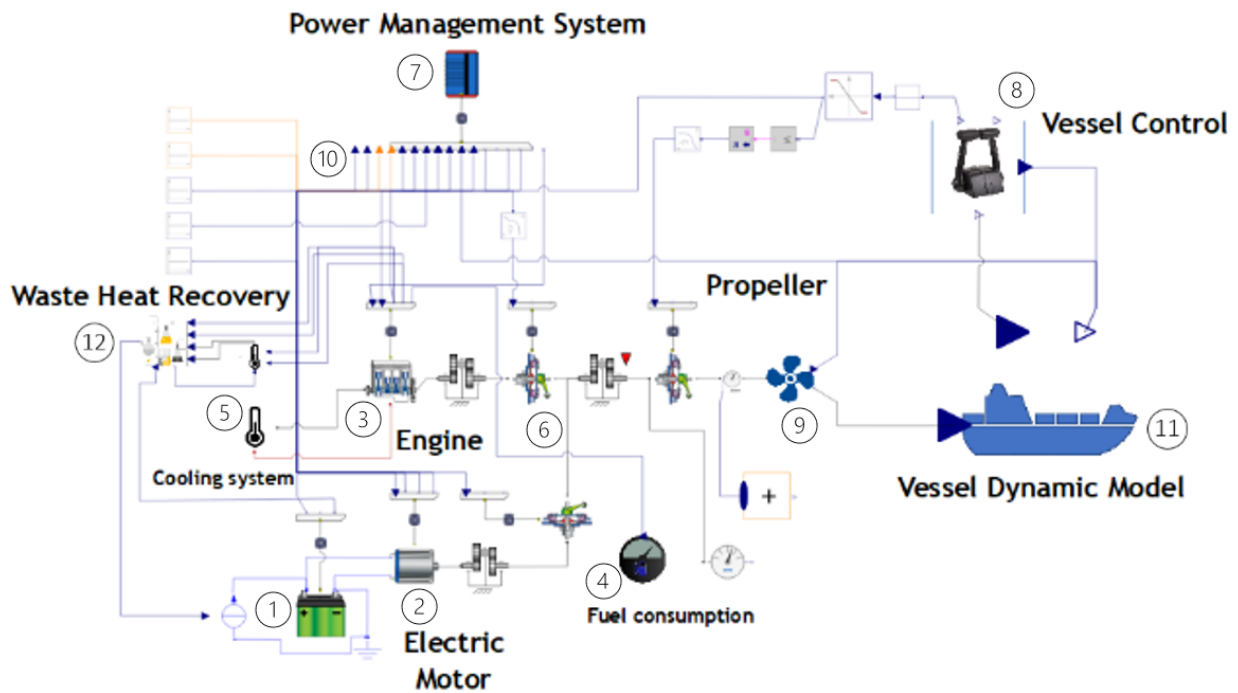 Power Management System
7
8
Vessel Control
10
Waste Heat Recovery
Propeller
12
5
3
Engine
6
9
11
Cooling system
Vessel Dynamic Model
+
1
+ −
2
4
Fuel consumption
Electric
Motor